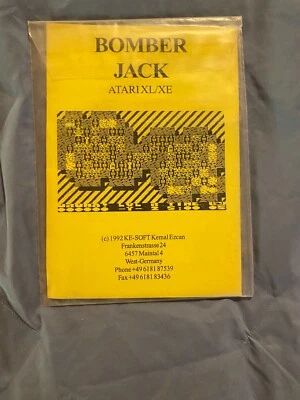 BOMBER
JACK
ATARI XL/XE
(c) 1992 KE-SOFT Kemal Ezcan
Frankenstrasse 24
6457 Maintal 4
West-Germany
Phone +49 6181 87539
Fax +49 6181 83436